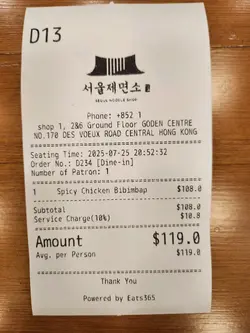 D13
서울제면소
SEOUL NOODLE SHOP
Phone: +852 1
shop 1, 2&6 Ground Floor GODEN CENTRE
NO.170 DES VOEUX ROAD CENTRAL HONG KONG
Seating Time: 2025-07-25 20:52:32
Order No.: D234 [Dine-in]
Number of Patron: 1
1 Spicy Chicken Bibimbap $108.0
Subtotal $108.0
Service Charge(10%) $10.8
Amount $119.0
Avg. per Person $119.0
Thank You
Powered by Eats365